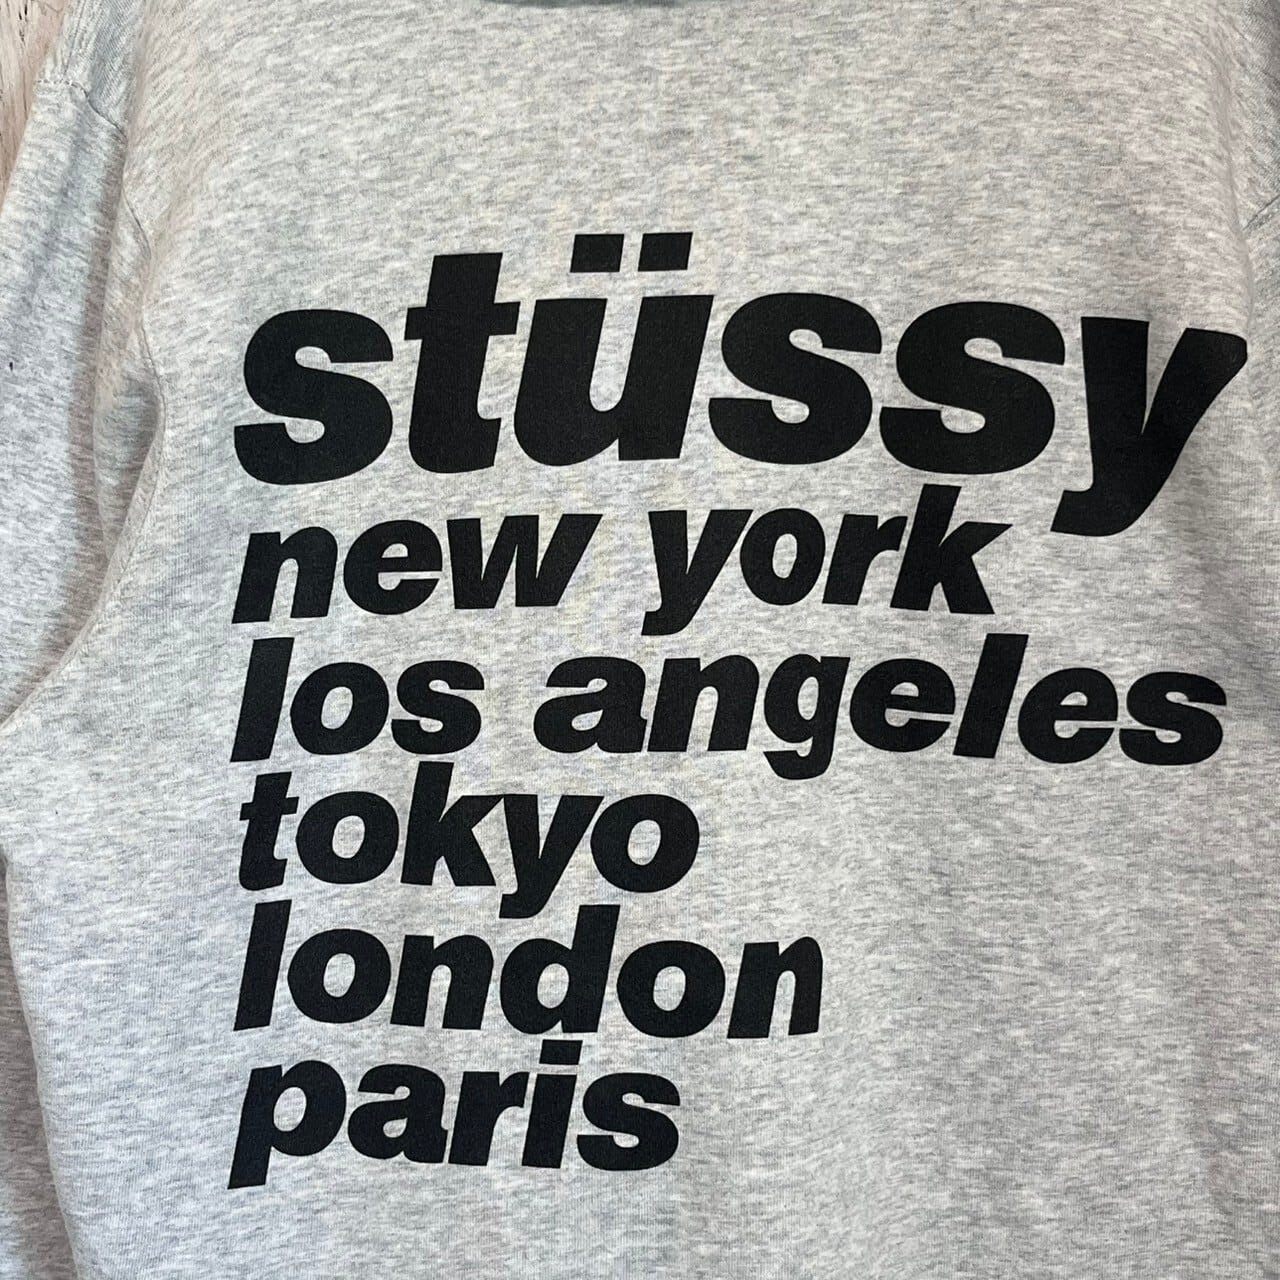 stüssy
new york
los angeles
tokyo
london
paris